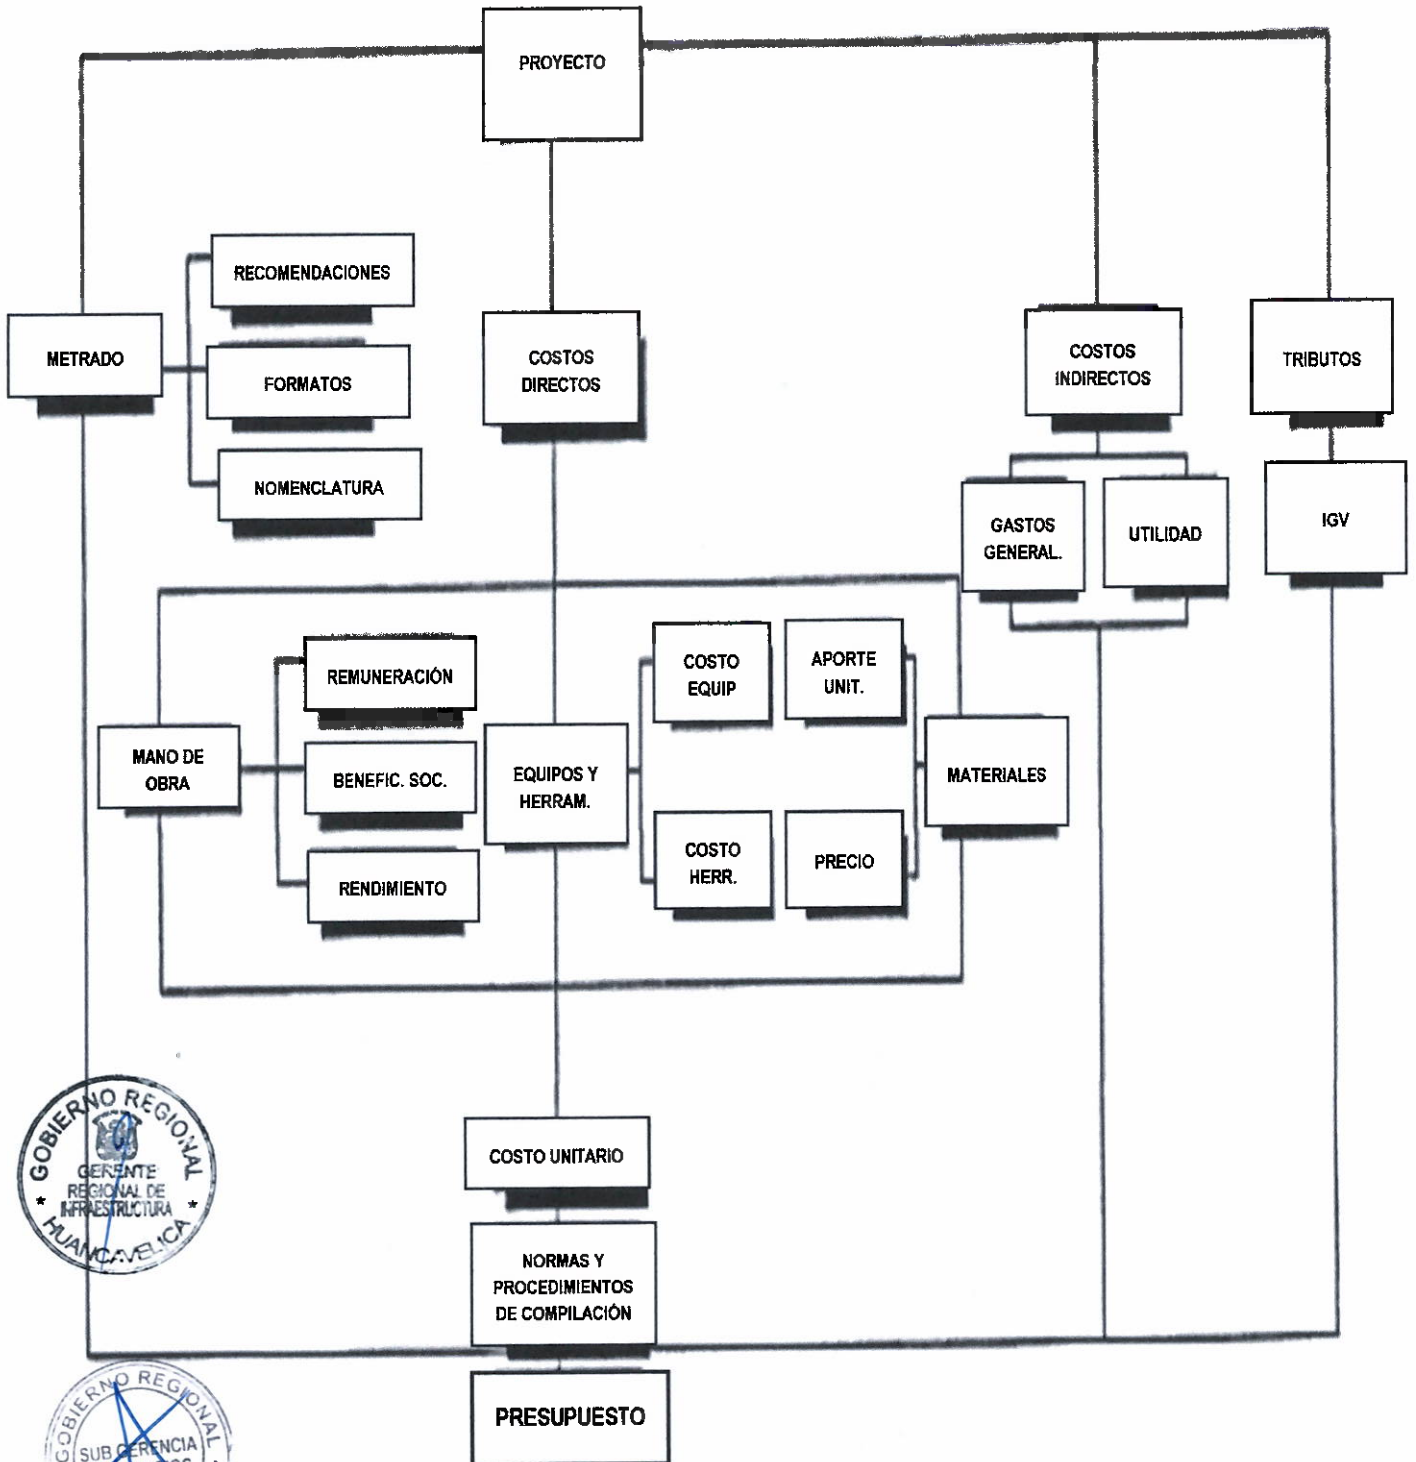 PROYECTO
RECOMENDACIONES
METRADO
FORMATOS
NOMENCLATURA
COSTOS
DIRECTOS
COSTOS
INDIRECTOS
TRIBUTOS
GASTOS
GENERAL.
UTILIDAD
IGV
MANO DE
OBRA
REMUNERACIÓN
BENEFIC. SOC.
RENDIMIENTO
EQUIPOS Y
HERRAM.
COSTO
EQUIP
COSTO
HERR.
APORTE
UNIT.
PRECIO
MATERIALES
COSTO UNITARIO
NORMAS Y
PROCEDIMIENTOS
DE COMPILACIÓN
PRESUPUESTO
GOBIERNO REGIONAL
GERENTE
REGIONAL DE
INFRAESTRUCTURA
* HUANCAVELICA *
GOBIERNO REGIONAL
SUB GERENCIA